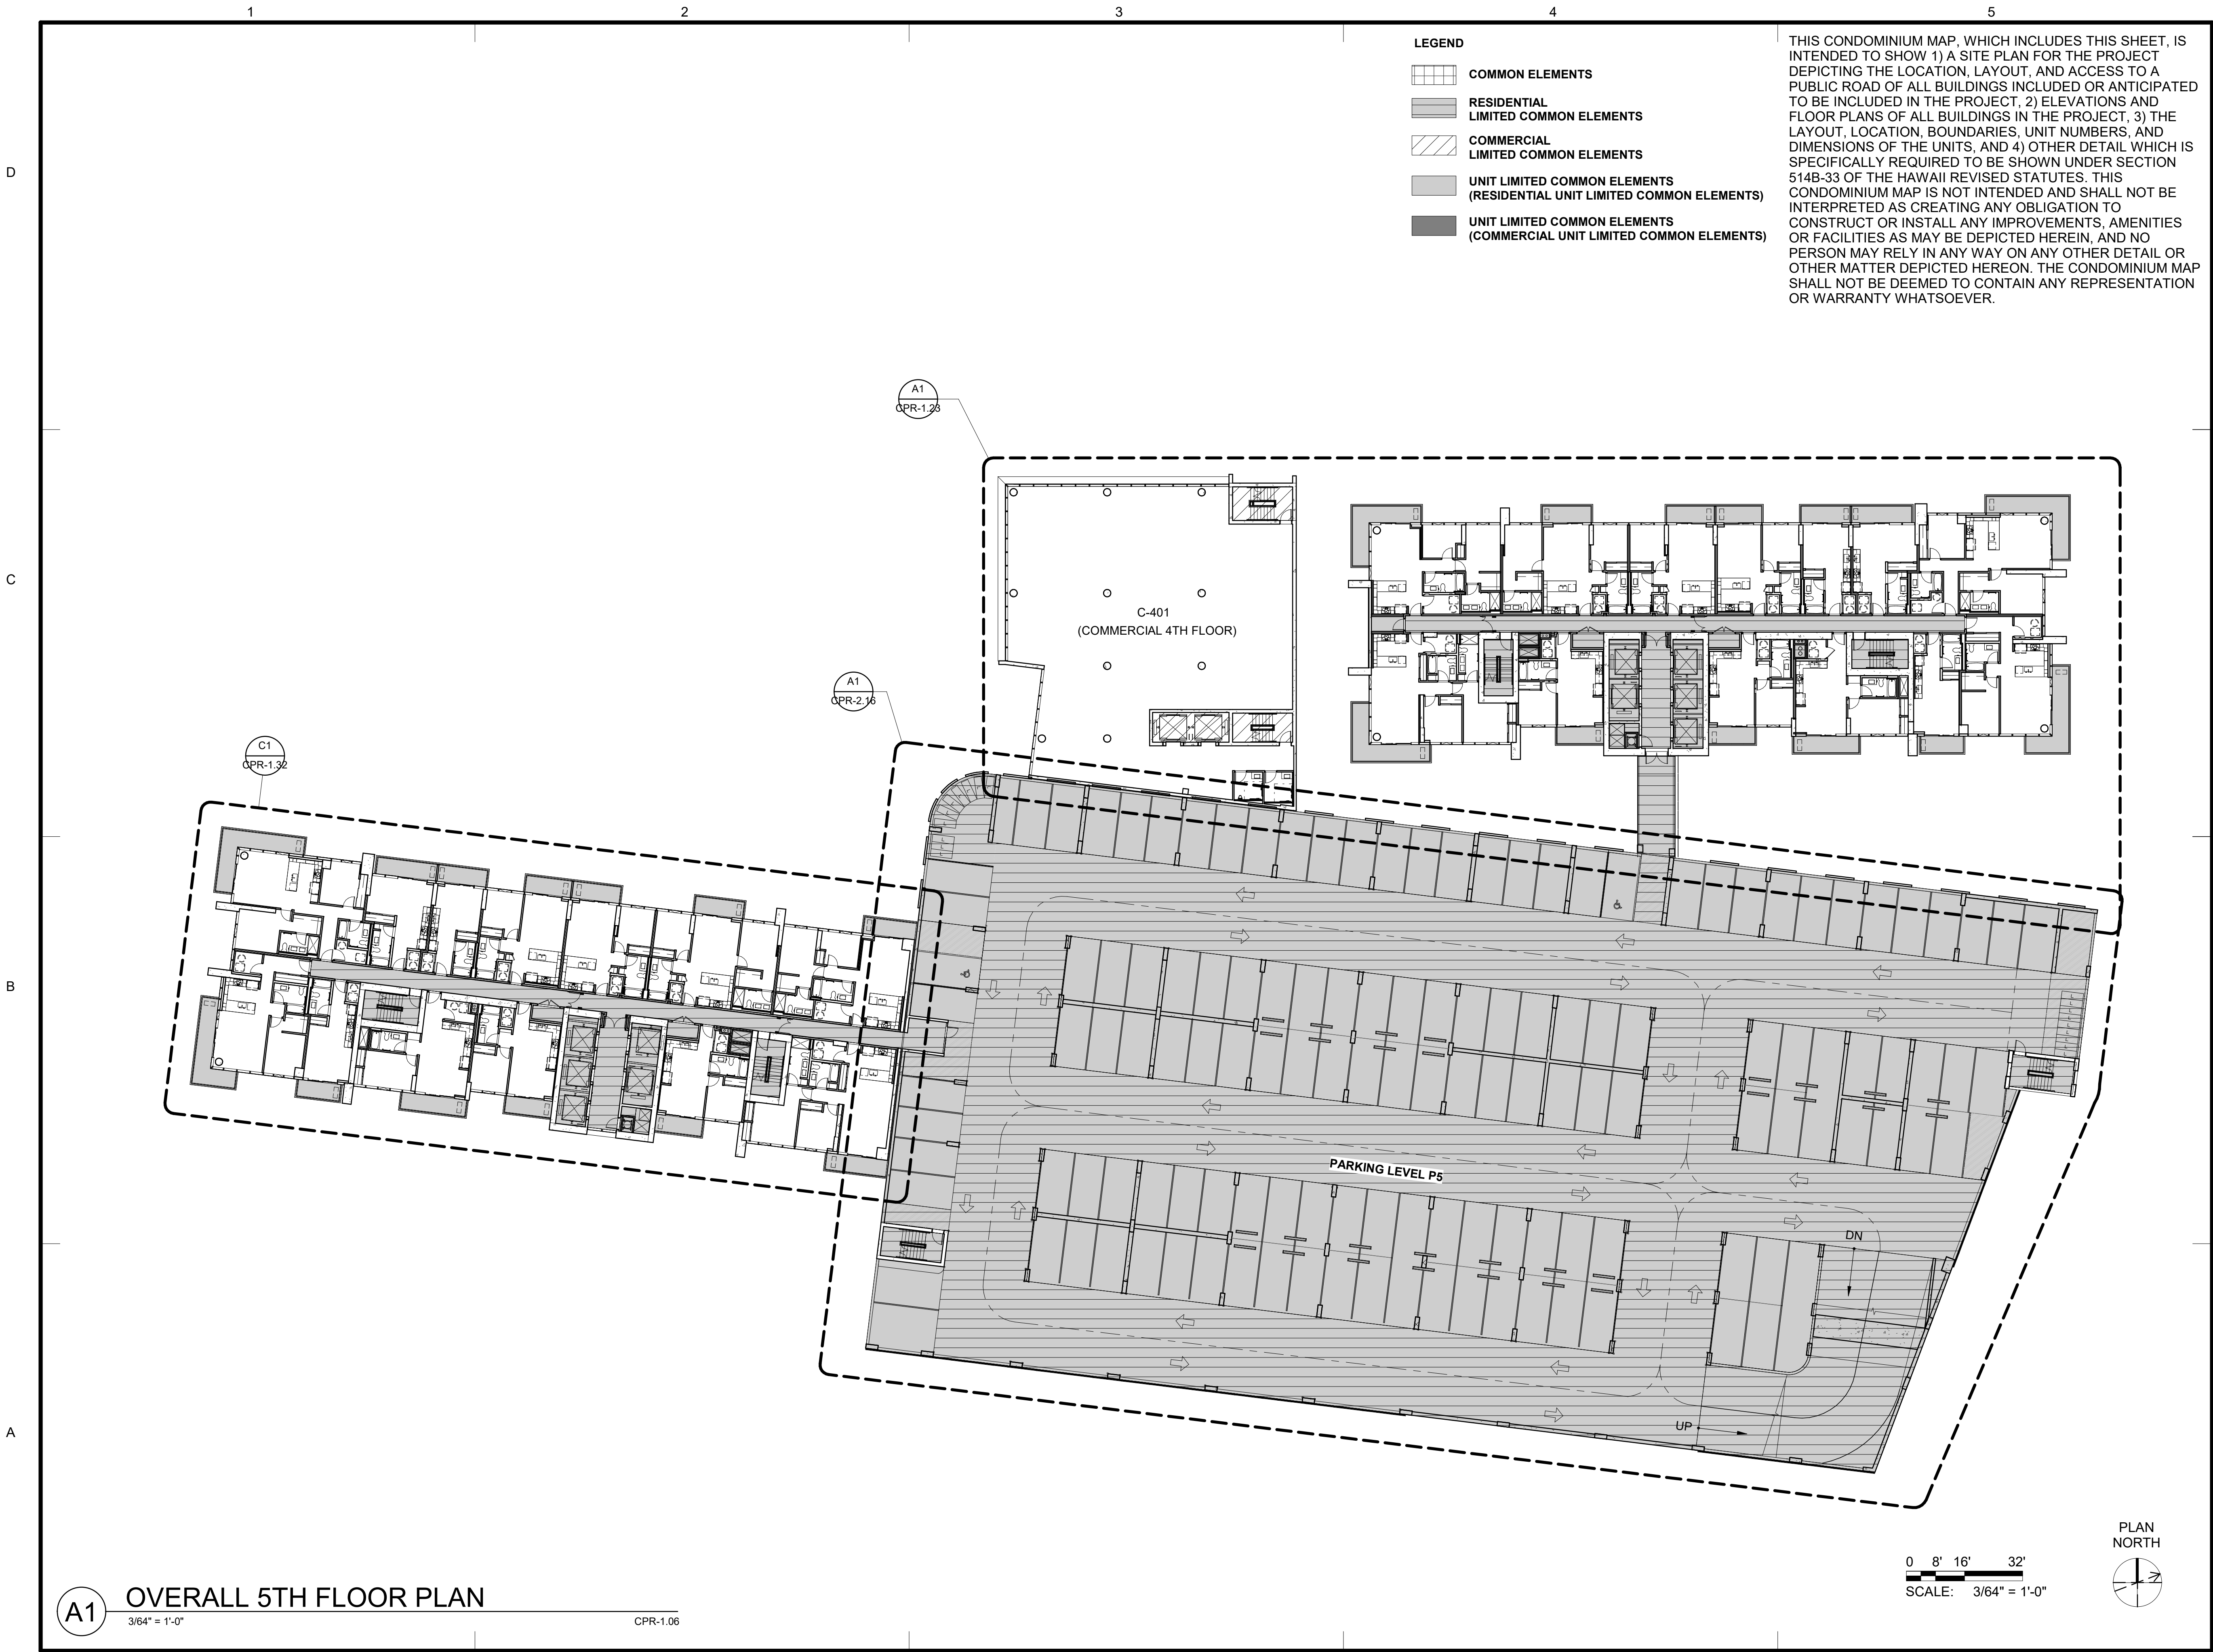 1
2
3
4
5
D
C
B
A
LEGEND
COMMON ELEMENTS
RESIDENTIAL
LIMITED COMMON ELEMENTS
COMMERCIAL
LIMITED COMMON ELEMENTS
UNIT LIMITED COMMON ELEMENTS
(RESIDENTIAL UNIT LIMITED COMMON ELEMENTS)
UNIT LIMITED COMMON ELEMENTS
(COMMERCIAL UNIT LIMITED COMMON ELEMENTS)
THIS CONDOMINIUM MAP, WHICH INCLUDES THIS SHEET, IS
INTENDED TO SHOW 1) A SITE PLAN FOR THE PROJECT
DEPICTING THE LOCATION, LAYOUT, AND ACCESS TO A
PUBLIC ROAD OF ALL BUILDINGS INCLUDED OR ANTICIPATED
TO BE INCLUDED IN THE PROJECT, 2) ELEVATIONS AND
FLOOR PLANS OF ALL BUILDINGS IN THE PROJECT, 3) THE
LAYOUT, LOCATION, BOUNDARIES, UNIT NUMBERS, AND
DIMENSIONS OF THE UNITS, AND 4) OTHER DETAIL WHICH IS
SPECIFICALLY REQUIRED TO BE SHOWN UNDER SECTION
514B-33 OF THE HAWAII REVISED STATUTES. THIS
CONDOMINIUM MAP IS NOT INTENDED AND SHALL NOT BE
INTERPRETED AS CREATING ANY OBLIGATION TO
CONSTRUCT OR INSTALL ANY IMPROVEMENTS, AMENITIES
OR FACILITIES AS MAY BE DEPICTED HEREIN, AND NO
PERSON MAY RELY IN ANY WAY ON ANY OTHER DETAIL OR
OTHER MATTER DEPICTED HEREON. THE CONDOMINIUM MAP
SHALL NOT BE DEEMED TO CONTAIN ANY REPRESENTATION
OR WARRANTY WHATSOEVER.
A1
CPR-1.23
C-401
(COMMERCIAL 4TH FLOOR)
A1
CPR-2.16
C1
CPR-1.32
PARKING LEVEL P5
DN
UP
PLAN
NORTH
0 8' 16' 32'
SCALE: 3/64" = 1'-0"
A1
OVERALL 5TH FLOOR PLAN
3/64" = 1'-0"
CPR-1.06